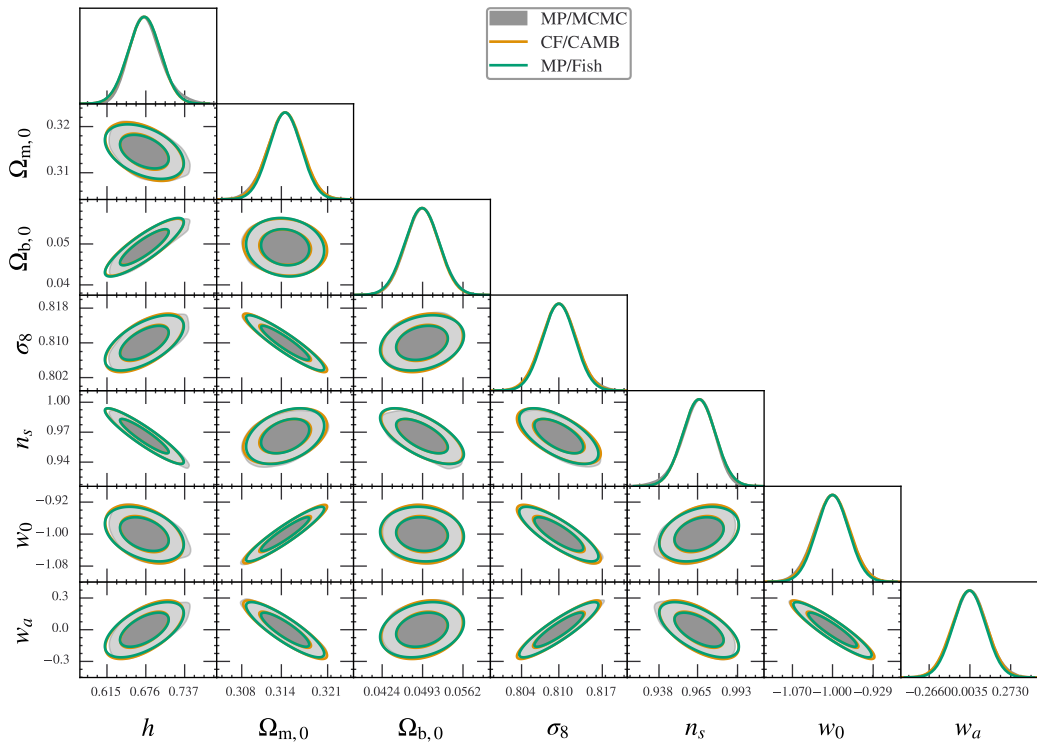 MP/MCMC
CF/CAMB
MP/Fish
Ωm,0
0.32
0.31
Ωb,0
0.05
0.04
σ8
0.818
0.810
0.802
ns
1.00
0.97
0.94
w0
−0.92
−1.00
−1.08
wa
0.3
0.0
−0.3
0.615 0.676 0.737 0.308 0.314 0.321 0.0424 0.0493 0.0562 0.804 0.810 0.817 0.938 0.965 0.993 −1.070 −1.000 −0.929 −0.2660 0.0035 0.2730
h Ωm,0 Ωb,0 σ8 ns w0 wa